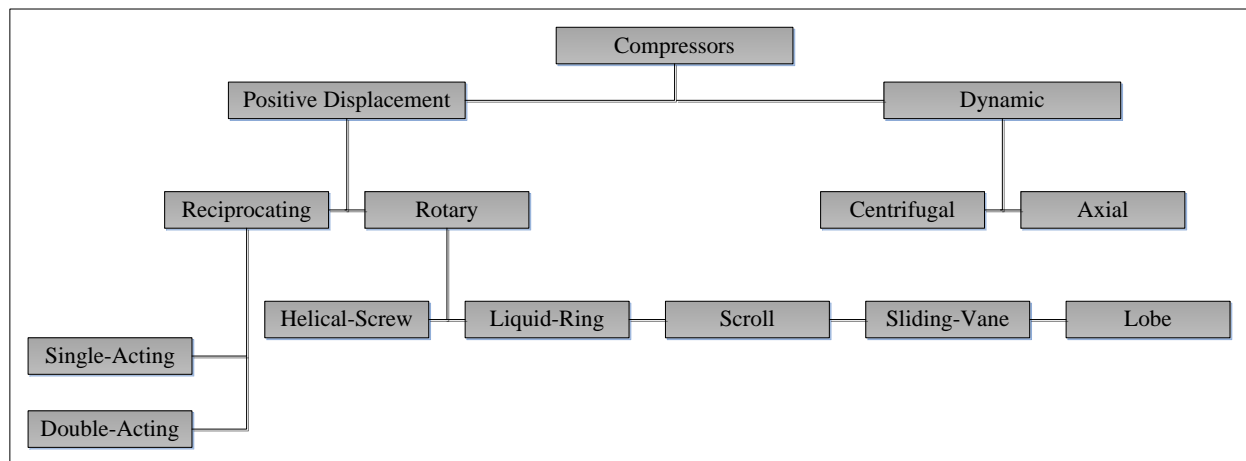 Compressors
Positive Displacement
Dynamic
Reciprocating
Rotary
Centrifugal
Axial
Helical-Screw
Liquid-Ring
Scroll
Sliding-Vane
Lobe
Single-Acting
Double-Acting